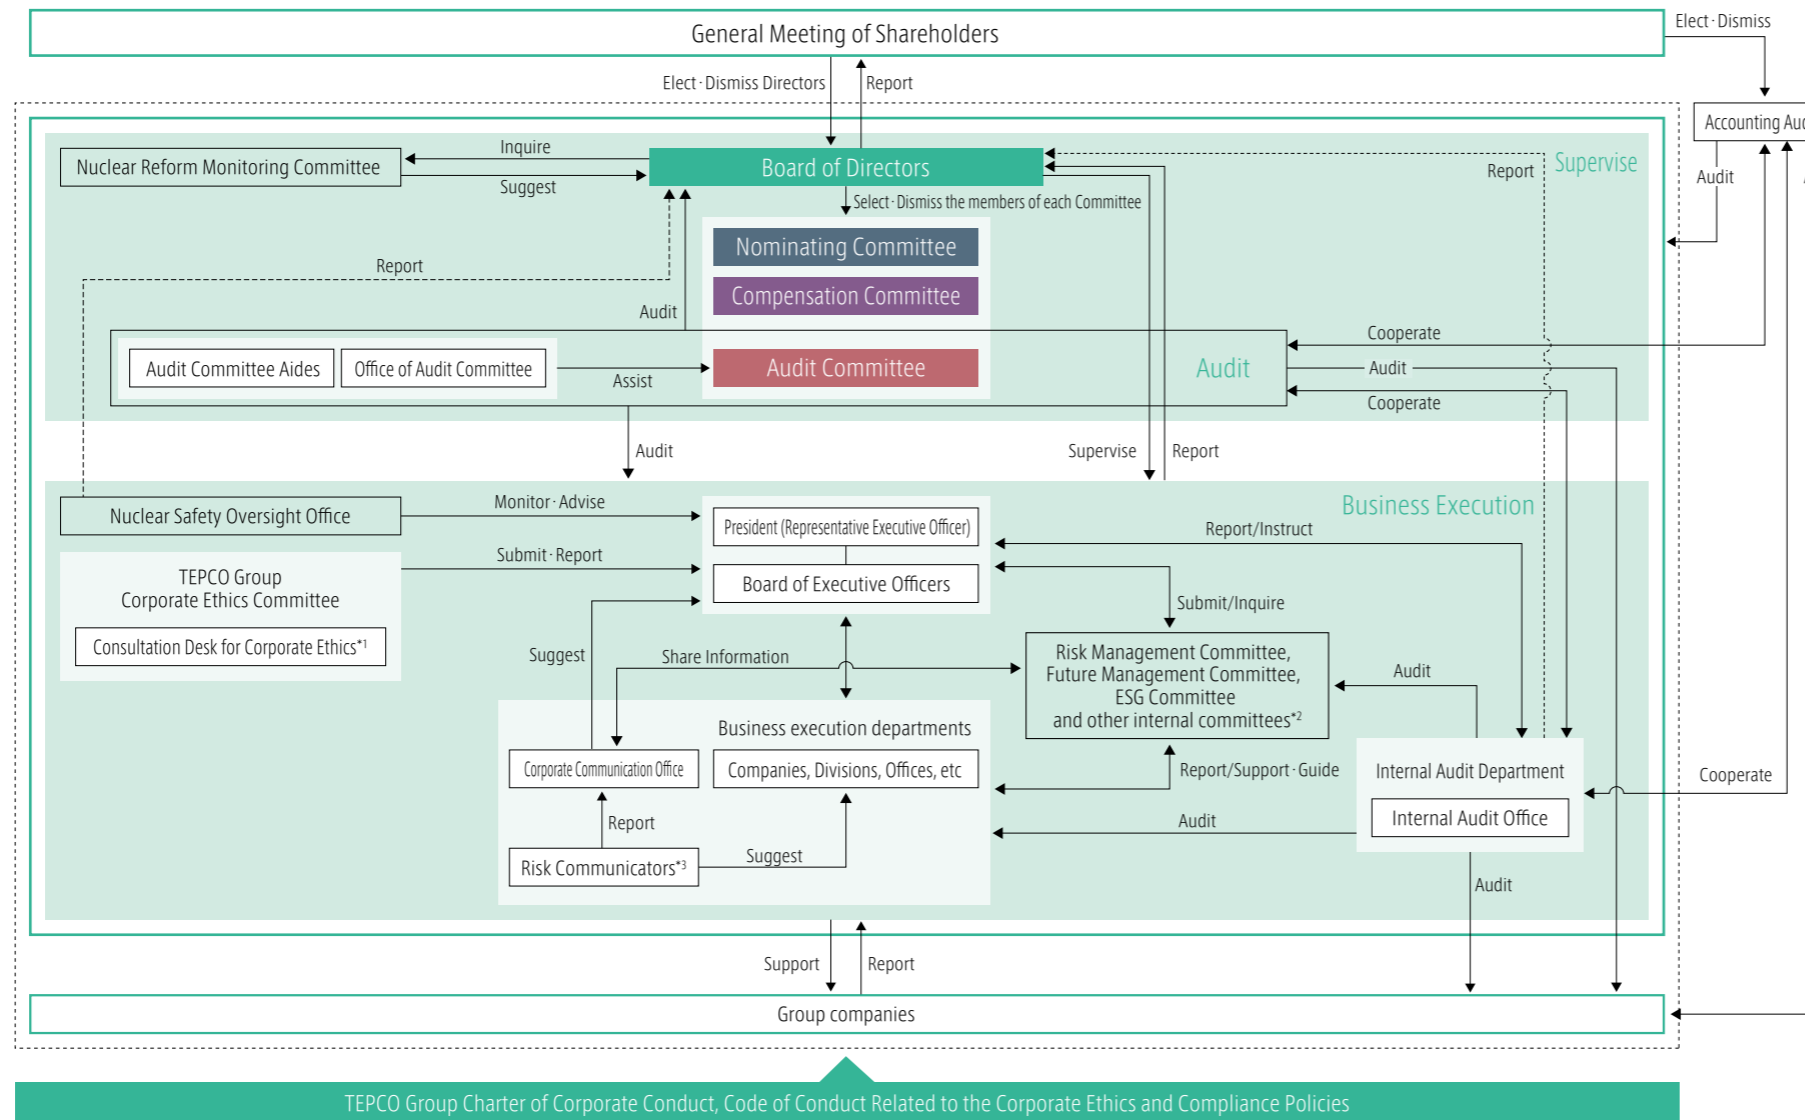 General Meeting of Shareholders
Elect · Dismiss
Elect · Dismiss Directors
Report
Accounting
Audit
Supervise
Nuclear Reform Monitoring Committee
Inquire
Suggest
Board of Directors
Report
Select · Dismiss the members of each Committee
Nominating Committee
Report
Compensation Committee
Audit
Cooperate
Audit Committee Aides
Office of Audit Committee
Assist
Audit Committee
Audit
Audit
Cooperate
Audit
Supervise
Report
Business Execution
Nuclear Safety Oversight Office
Monitor · Advise
President (Representative Executive Officer)
Report/Instruct
Submit · Report
TEPCO Group
Corporate Ethics Committee
Board of Executive Officers
Submit/Inquire
Consultation Desk for Corporate Ethics*1
Suggest
Share Information
Risk Management Committee,
Future Management Committee,
ESG Committee
and other internal committees*2
Audit
Business execution departments
Corporate Communication Office
Companies, Divisions, Offices, etc
Report/Support · Guide
Internal Audit Department
Cooperate
Internal Audit Office
Report
Audit
Risk Communicators*3
Suggest
Audit
Support
Report
Group companies
TEPCO Group Charter of Corporate Conduct, Code of Conduct Related to the Corporate Ethics and Compliance Policies